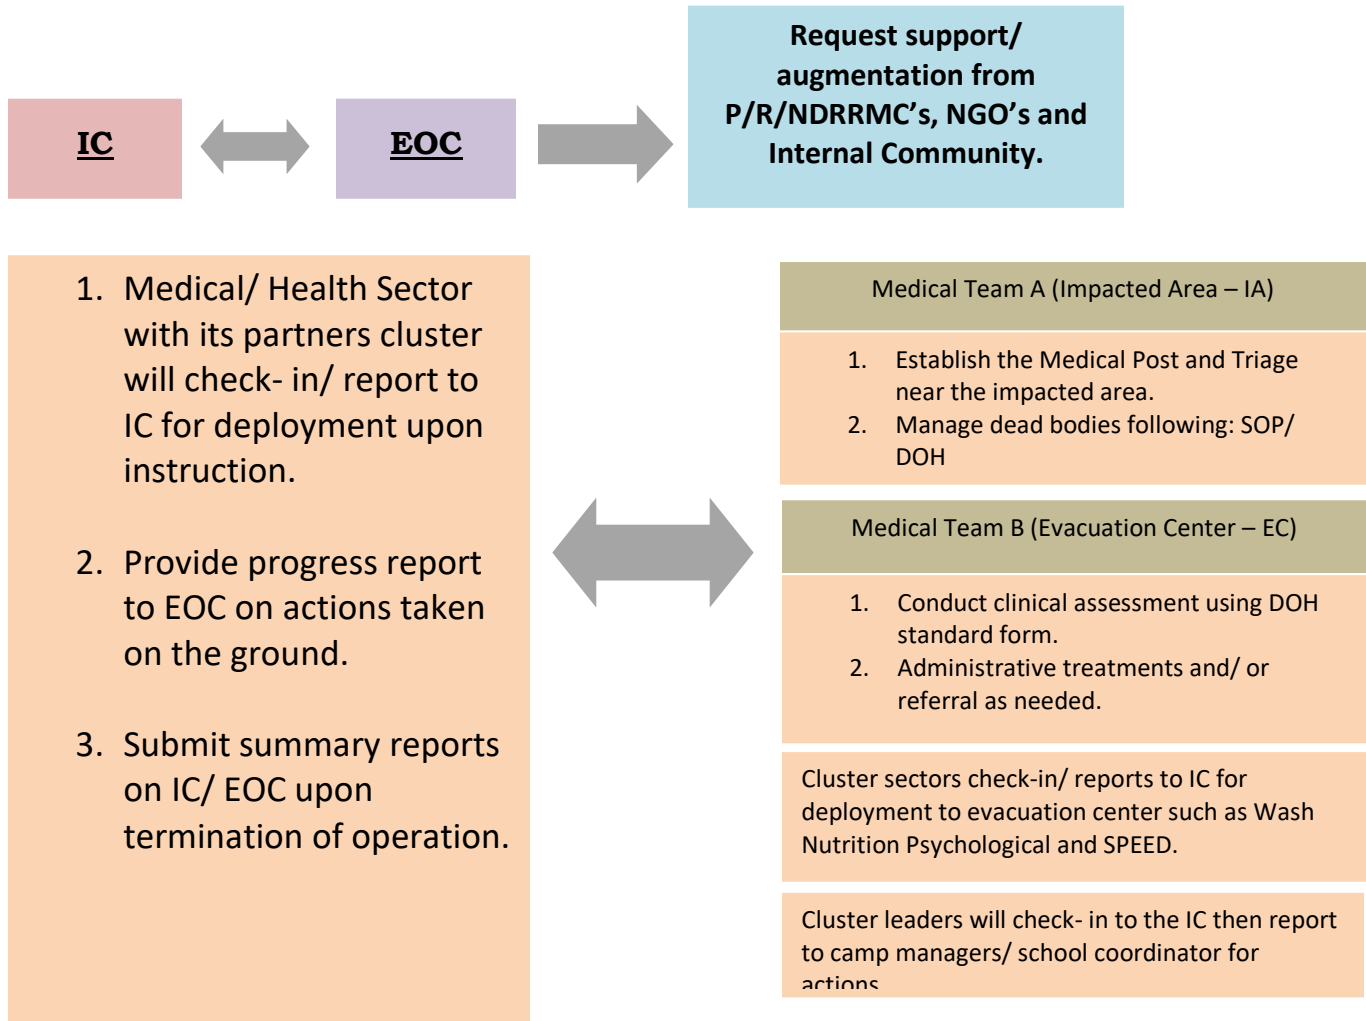 IC
EOC
Request support/
augmentation from
P/R/NDRRMC's, NGO's and
Internal Community.
1. Medical/ Health Sector
with its partners cluster
will check- in/ report to
IC for deployment upon
instruction.
2. Provide progress report
to EOC on actions taken
on the ground.
3. Submit summary reports
on IC/ EOC upon
termination of operation.
Medical Team A (Impacted Area – IA)
1. Establish the Medical Post and Triage
near the impacted area.
2. Manage dead bodies following: SOP/
DOH
Medical Team B (Evacuation Center – EC)
1. Conduct clinical assessment using DOH
standard form.
2. Administrative treatments and/ or
referral as needed.
Cluster sectors check-in/ reports to IC for
deployment to evacuation center such as Wash
Nutrition Psychological and SPEED.
Cluster leaders will check- in to the IC then report
to camp managers/ school coordinator for
actions